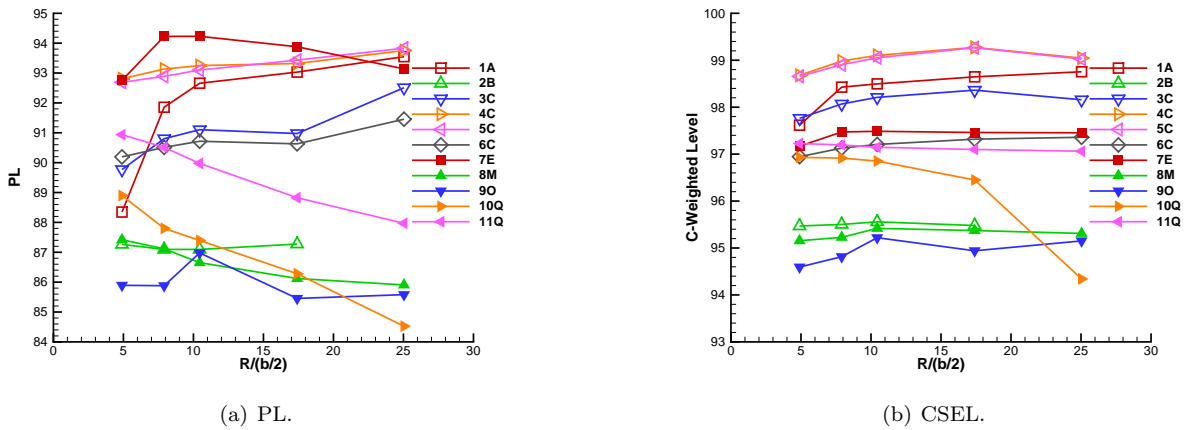 PL
95
94
93
92
91
90
89
88
87
86
85
84
0 5 10 15 20 25 30
R/(b/2)
1A
2B
3C
4C
5C
6C
7E
8M
9O
10Q
11Q
(a) PL.
C-Weighted Level
100
99
98
97
96
95
94
93
0 5 10 15 20 25 30
R/(b/2)
1A
2B
3C
4C
5C
6C
7E
8M
9O
10Q
11Q
(b) CSEL.